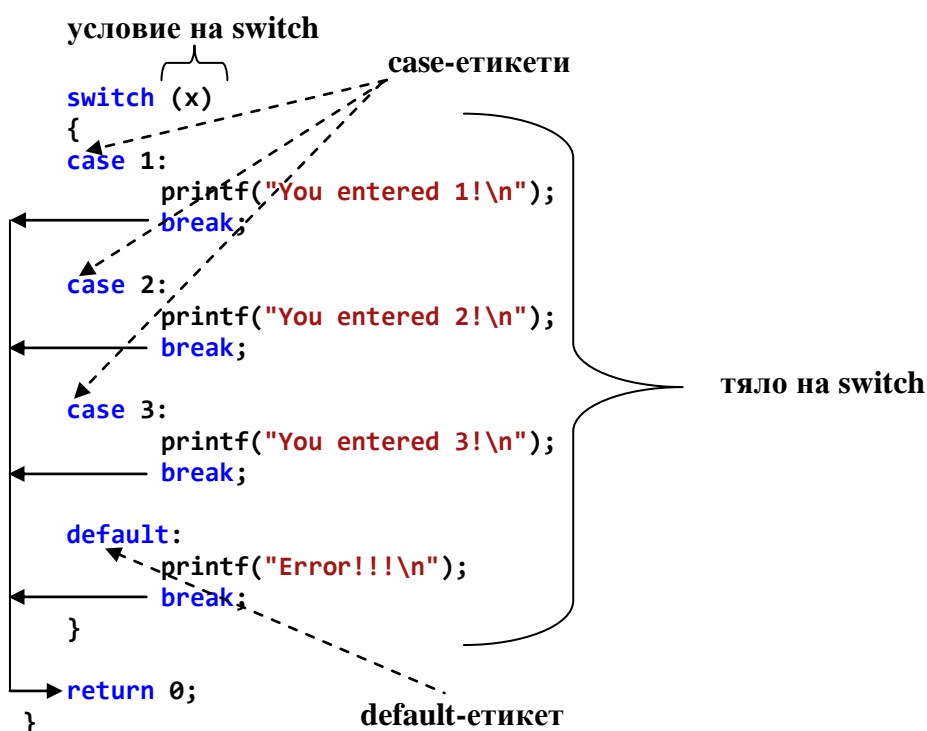 условие на switch
case-етикети
switch (x)
{
case 1:
printf("You entered 1!\n");
break;
case 2:
printf("You entered 2!\n");
break;
case 3:
printf("You entered 3!\n");
break;
default:
printf("Error!!!\n");
break;
}
тяло на switch
return 0;
default-етикет
}